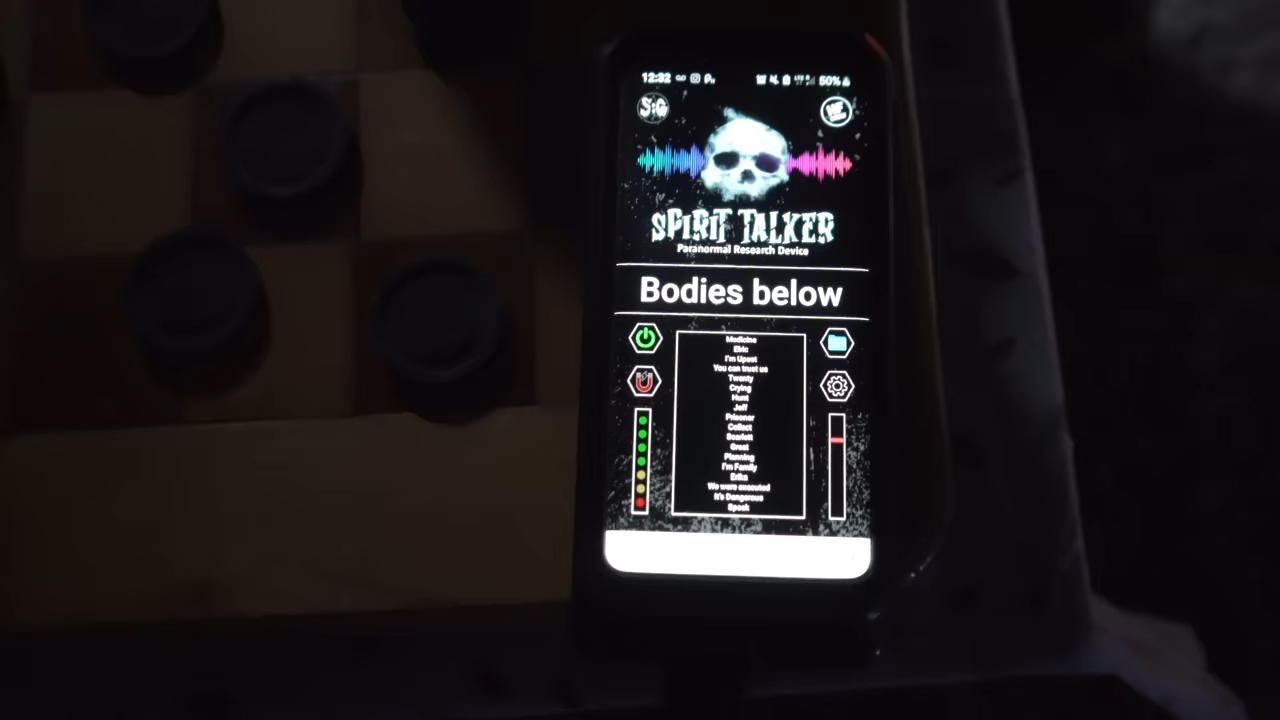 12:32
50%
S:G
SPIRIT TALKER
Paranormal Research Device
Bodies below
Medicine
Elric
I'm Upset
You can trust us
Twenty
Crying
Hunt
Jeff
Prisoner
Collect
Scarlett
Great
Planning
I'm Family
Erika
We were executed
It's Dangerous
Speak